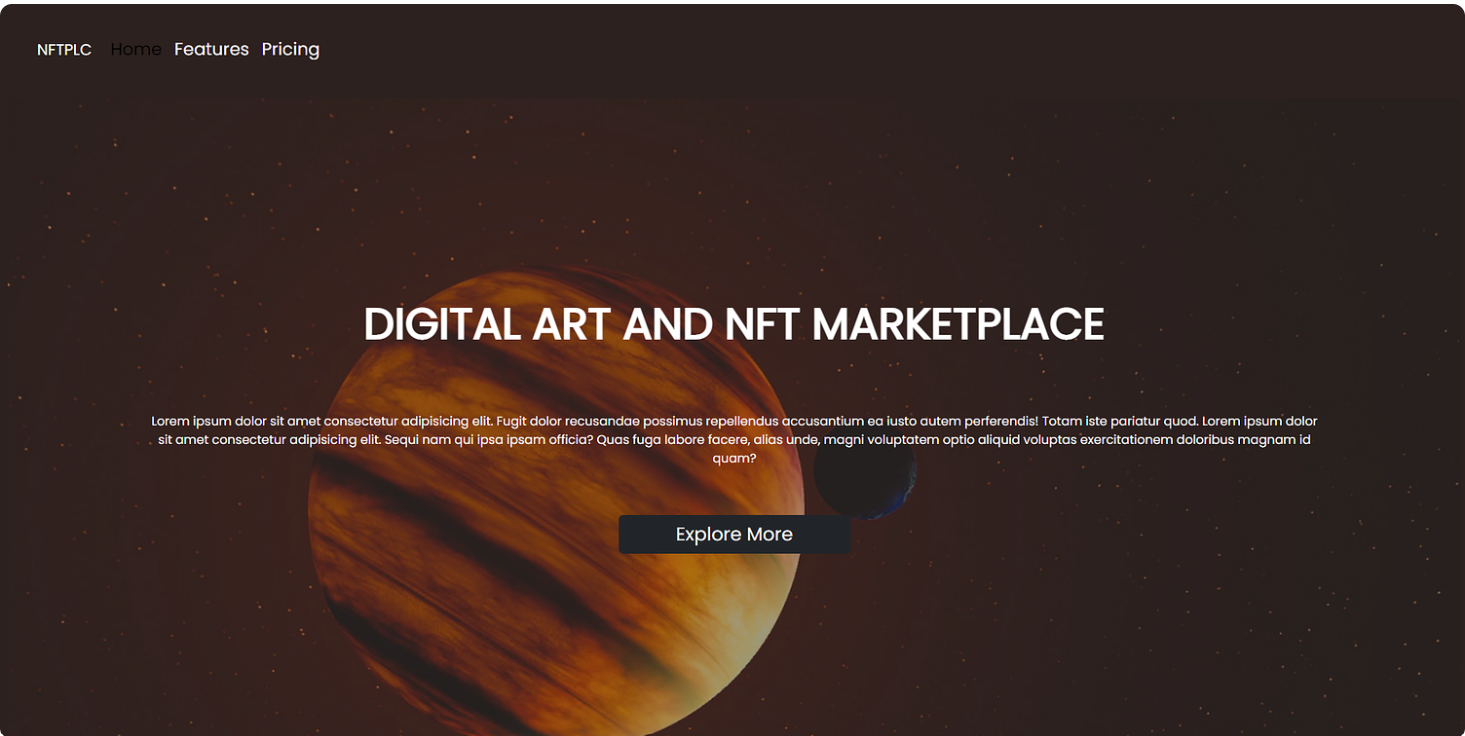 NFTPLC Home Features Pricing
DIGITAL ART AND NFT MARKETPLACE
Lorem ipsum dolor sit amet consectetur adipisicing elit. Fugit dolor recusandae possimus repellendus accusantium ea iusto autem perferendis! Totam iste pariatur quod. Lorem ipsum dolor
sit amet consectetur adipisicing elit. Sequi nam qui ipsa ipsam officia? Quas fuga labore facere, alias unde, magni voluptatem optio aliquid voluptas exercitationem doloribus magnam id
quam?
Explore More